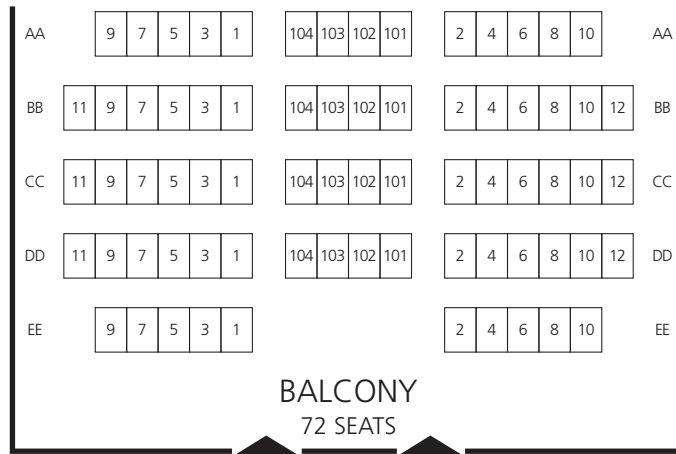 AA 9 7 5 3 1 104 103 102 101 2 4 6 8 10 AA
BB 11 9 7 5 3 1 104 103 102 101 2 4 6 8 10 12 BB
CC 11 9 7 5 3 1 104 103 102 101 2 4 6 8 10 12 CC
DD 11 9 7 5 3 1 104 103 102 101 2 4 6 8 10 12 DD
EE 9 7 5 3 1 2 4 6 8 10 EE
BALCONY
72 SEATS